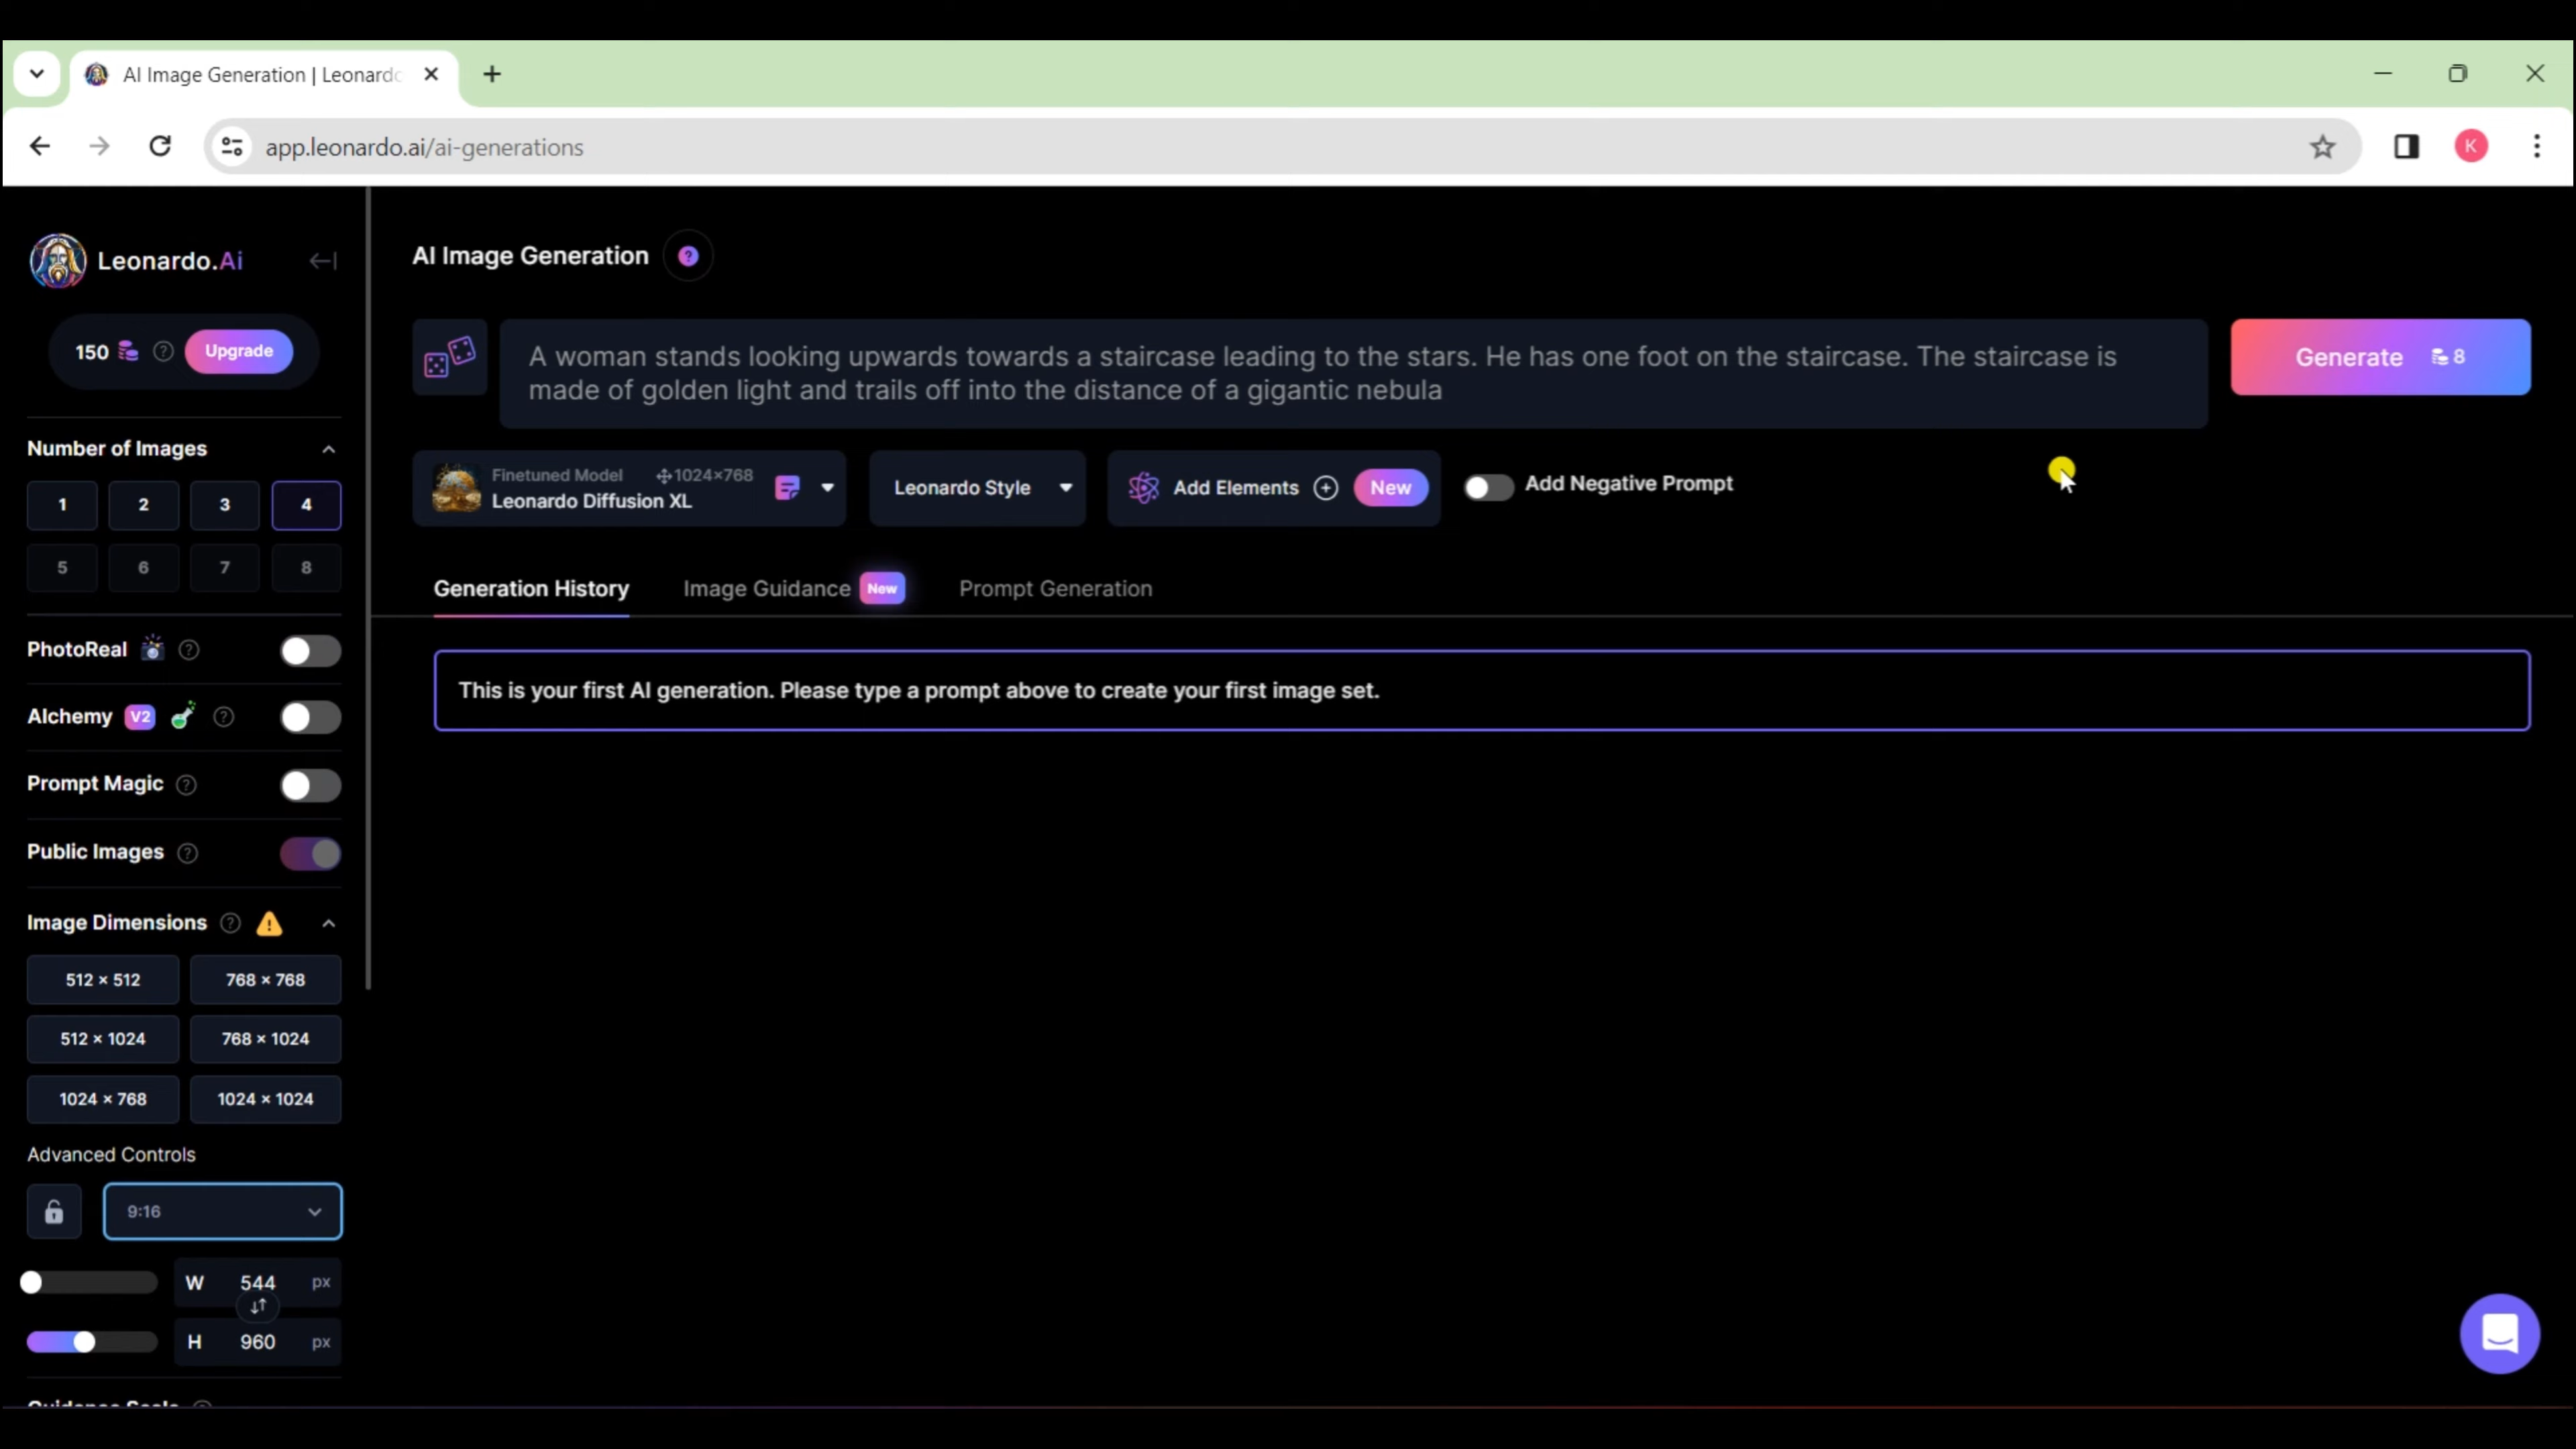 AI Image Generation | Leonardo
app.leonardo.ai/ai-generations
K
Leonardo.Ai
150 Upgrade
Number of Images
1 2 3 4
5 6 7 8
PhotoReal
Alchemy V2
Prompt Magic
Public Images
Image Dimensions
512 × 512 768 × 768
512 × 1024 768 × 1024
1024 × 768 1024 × 1024
Advanced Controls
9:16
W 544 px
H 960 px
Guidance Scale
AI Image Generation ?
A woman stands looking upwards towards a staircase leading to the stars. He has one foot on the staircase. The staircase is
made of golden light and trails off into the distance of a gigantic nebula
Generate 8
Finetuned Model 1024×768
Leonardo Diffusion XL
Leonardo Style
Add Elements New
Add Negative Prompt
Generation History Image Guidance New Prompt Generation
This is your first AI generation. Please type a prompt above to create your first image set.